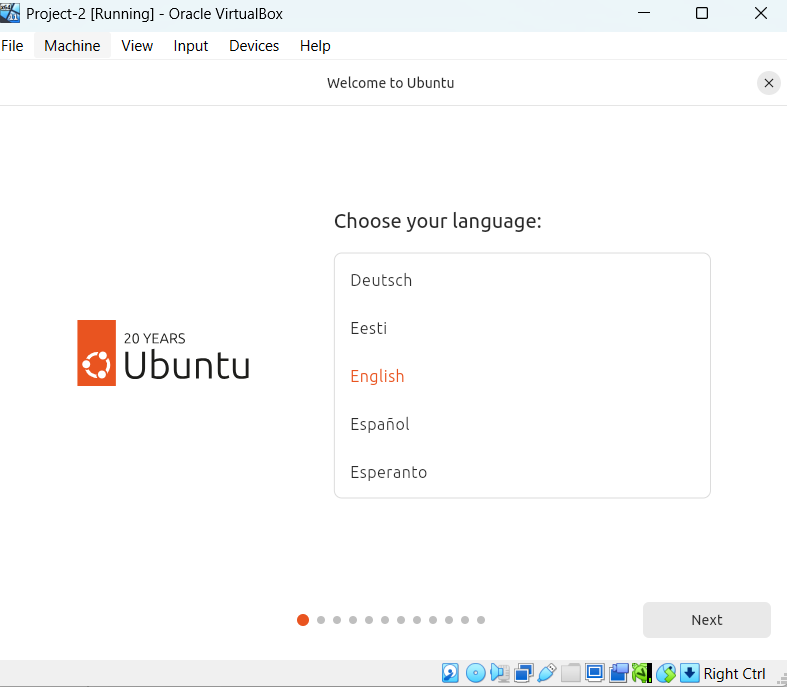 Project-2 [Running] - Oracle VirtualBox
File Machine View Input Devices Help
Welcome to Ubuntu
Choose your language:
Deutsch
Eesti
English
Español
Esperanto
20 YEARS
Ubuntu
Next
Right Ctrl